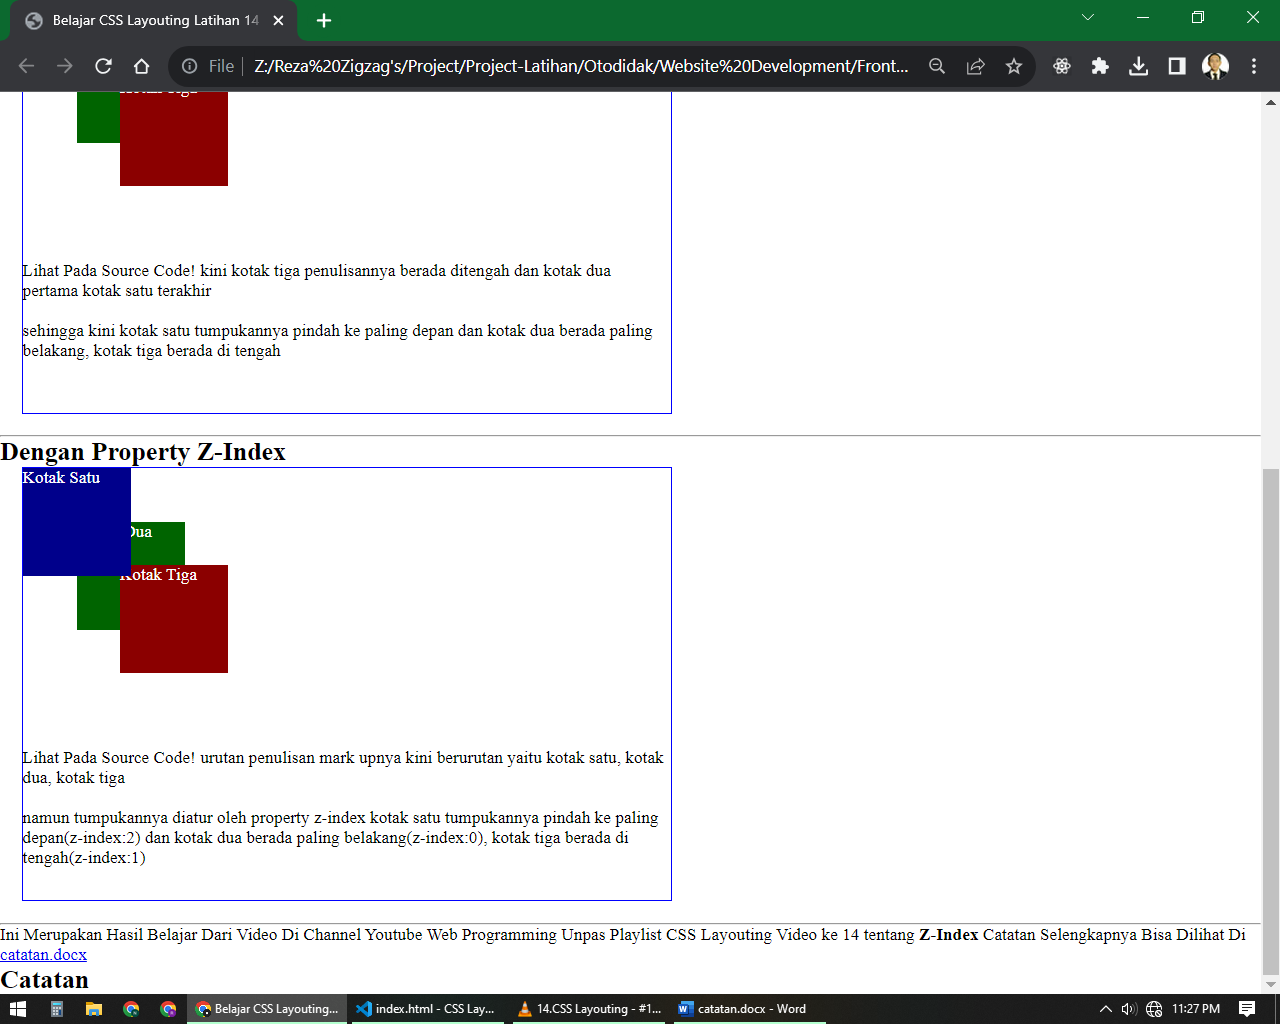 Belajar CSS Layouting Latihan 14
File
Z:/Reza%20Zigzag's/Project/Project-Latihan/Otodidak/Website%20Development/Front...
Kotak Tiga
Lihat Pada Source Code! kini kotak tiga penulisannya berada ditengah dan kotak dua
pertama kotak satu terakhir
sehingga kini kotak satu tumpukannya pindah ke paling depan dan kotak dua berada paling
belakang, kotak tiga berada di tengah
Dengan Property Z-Index
Kotak Satu
Dua
Kotak Tiga
Lihat Pada Source Code! urutan penulisan mark upnya kini berurutan yaitu kotak satu, kotak
dua, kotak tiga
namun tumpukannya diatur oleh property z-index kotak satu tumpukannya pindah ke paling
depan(z-index:2) dan kotak dua berada paling belakang(z-index:0), kotak tiga berada di
tengah(z-index:1)
Ini Merupakan Hasil Belajar Dari Video Di Channel Youtube Web Programming Unpas Playlist CSS Layouting Video ke 14 tentang Z-Index Catatan Selengkapnya Bisa Dilihat Di
catatan.docx
Catatan
Belajar CSS Layouting...
index.html - CSS Lay...
14.CSS Layouting - #1...
catatan.docx - Word
11:27 PM